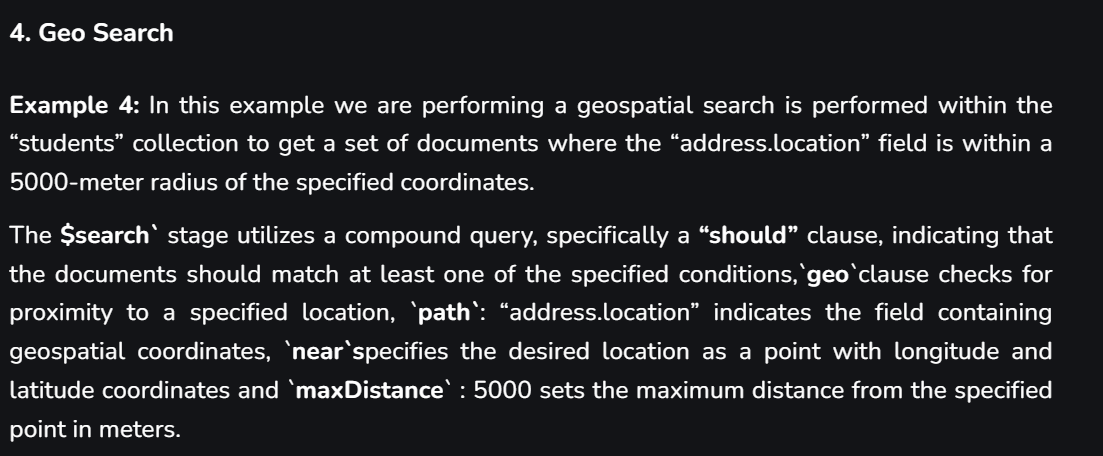 4. Geo Search
Example 4: In this example we are performing a geospatial search is performed within the
“students” collection to get a set of documents where the “address.location” field is within a
5000-meter radius of the specified coordinates.
The $search` stage utilizes a compound query, specifically a “should” clause, indicating that
the documents should match at least one of the specified conditions,`geo`clause checks for
proximity to a specified location, `path`: “address.location” indicates the field containing
geospatial coordinates, `near`specifies the desired location as a point with longitude and
latitude coordinates and `maxDistance` : 5000 sets the maximum distance from the specified
point in meters.